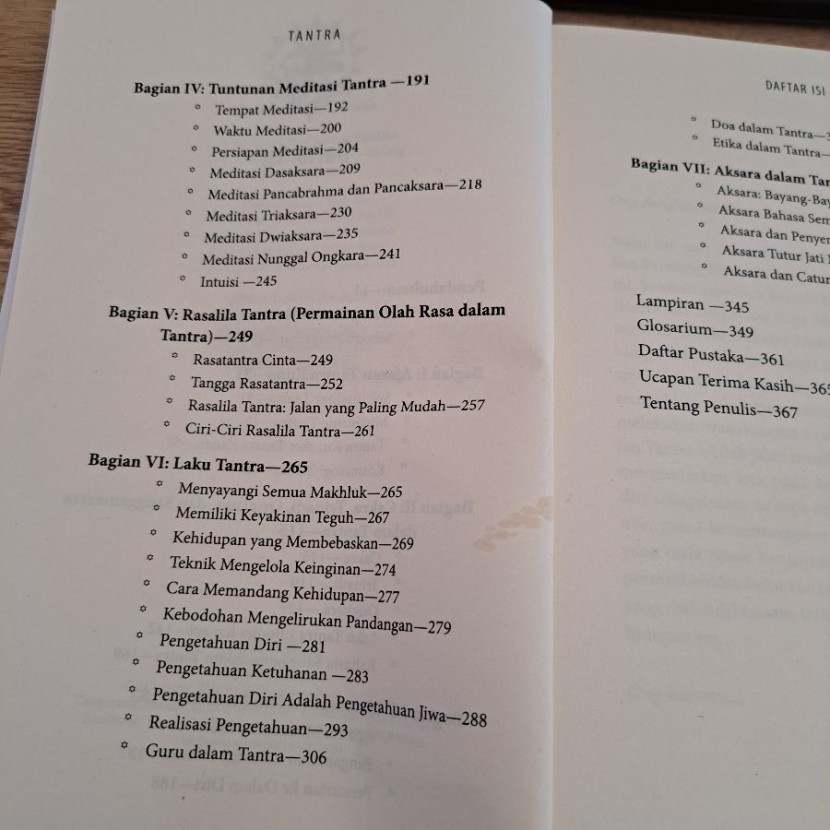 TANTRA
Bagian IV: Tuntunan Meditasi Tantra —191
Tempat Meditasi—192
Waktu Meditasi—200
Persiapan Meditasi—204
Meditasi Dasaksara—209
Meditasi Pancabrahma dan Pancaksara—218
Meditasi Triaksara—230
Meditasi Dwiaksara—235
Meditasi Nunggal Ongkara—241
Intuisi —245
Bagian V: Rasalila Tantra (Permainan Olah Rasa dalam
Tantra)—249
Rasatantra Cinta—249
Tangga Rasatantra—252
Rasalila Tantra: Jalan yang Paling Mudah—257
Ciri-Ciri Rasalila Tantra—261
Bagian VI: Laku Tantra—265
Menyayangi Semua Makhluk—265
Memiliki Keyakinan Teguh—267
Kehidupan yang Membebaskan—269
Teknik Mengelola Keinginan—274
Cara Memandang Kehidupan—277
Kebodohan Mengelirukan Pandangan—279
Pengetahuan Diri —281
Pengetahuan Ketuhanan —283
Pengetahuan Diri Adalah Pengetahuan Jiwa—288
Realisasi Pengetahuan—293
Guru dalam Tantra—306
DAFTAR ISI
Doa dalam Tantra—
Etika dalam Tantra—
Bagian VII: Aksara dalam
Aksara:
Aksara Bahasa
Aksara dan
Aksara Tutur Jati
Aksara dan
Lampiran —345
Glosarium—349
Daftar Pustaka—361
Ucapan Terima Kasih—365
Tentang Penulis—367